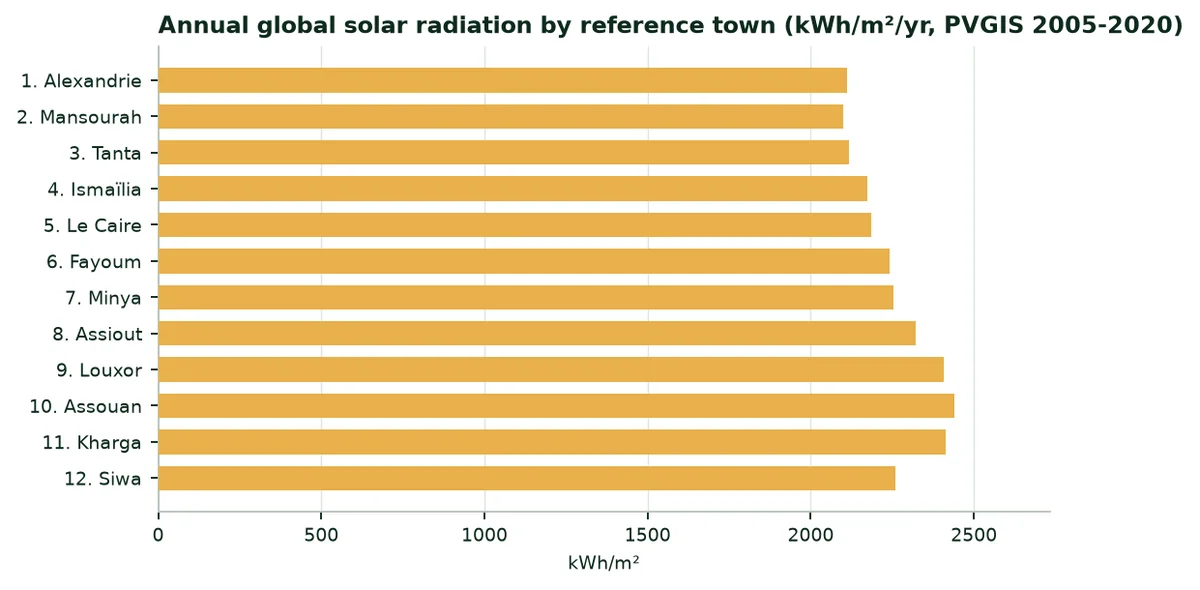 Annual global solar radiation by reference town (kWh/m²/yr, PVGIS 2005-2020)
1. Alexandrie
2. Mansourah
3. Tanta
4. Ismaïlia
5. Le Caire
6. Fayoum
7. Minya
8. Assiout
9. Louxor
10. Assouan
11. Kharga
12. Siwa
0 500 1000 1500 2000 2500
kWh/m²